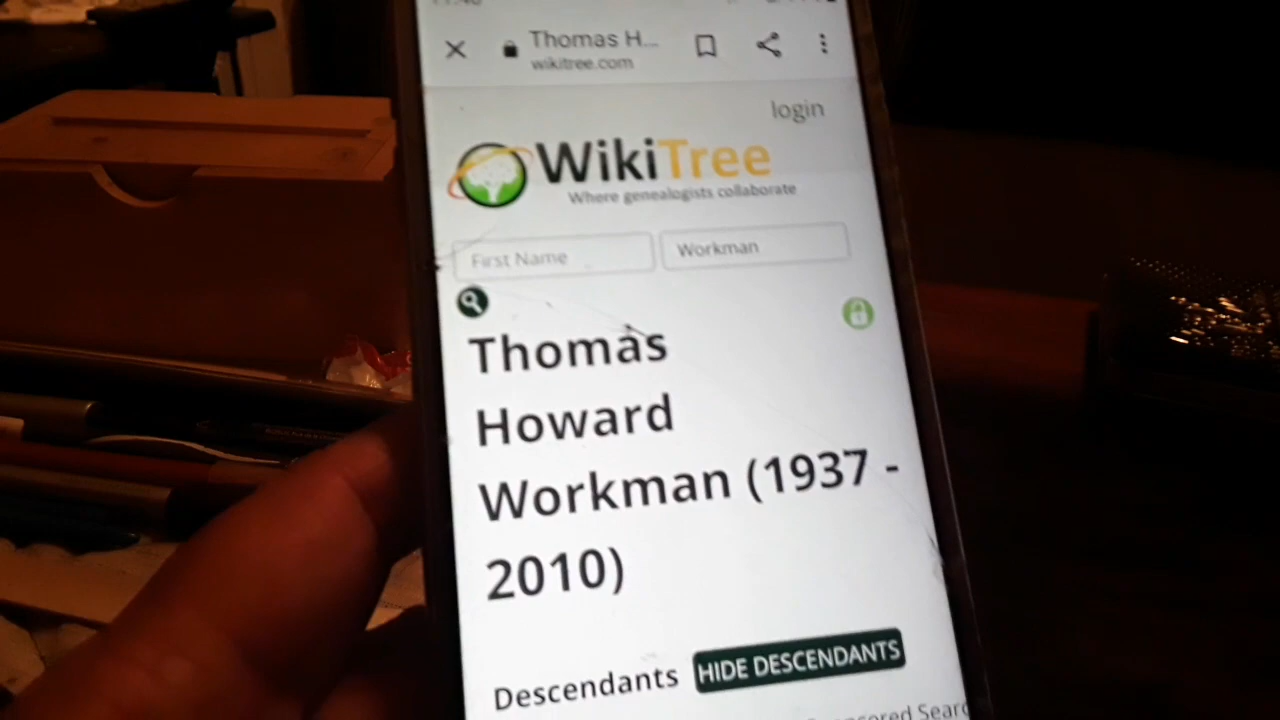 Thomas H...
wikitree.com
login
WikiTree
Where genealogists collaborate
First Name
Workman
Thomas
Howard
Workman (1937 -
2010)
Descendants HIDE DESCENDANTS